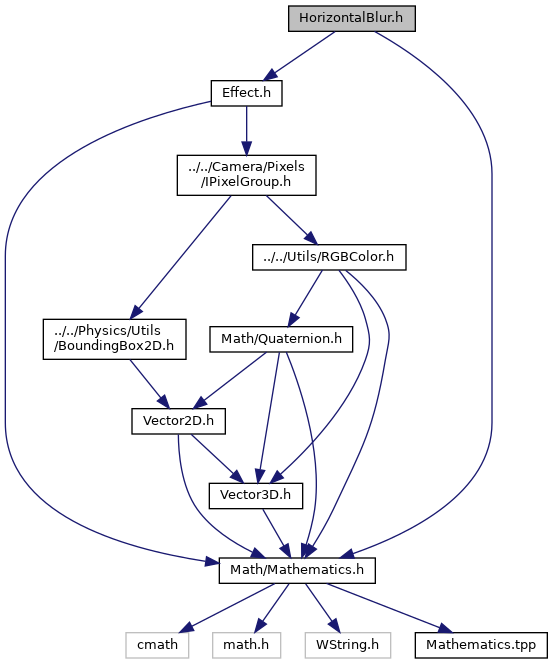 HorizontalBlur.h
Effect.h
../../Camera/Pixels
/IPixelGroup.h
../../Utils/RGBColor.h
../../Physics/Utils
/BoundingBox2D.h
Math/Quaternion.h
Vector2D.h
Vector3D.h
Math/Mathematics.h
cmath
math.h
WString.h
Mathematics.tpp